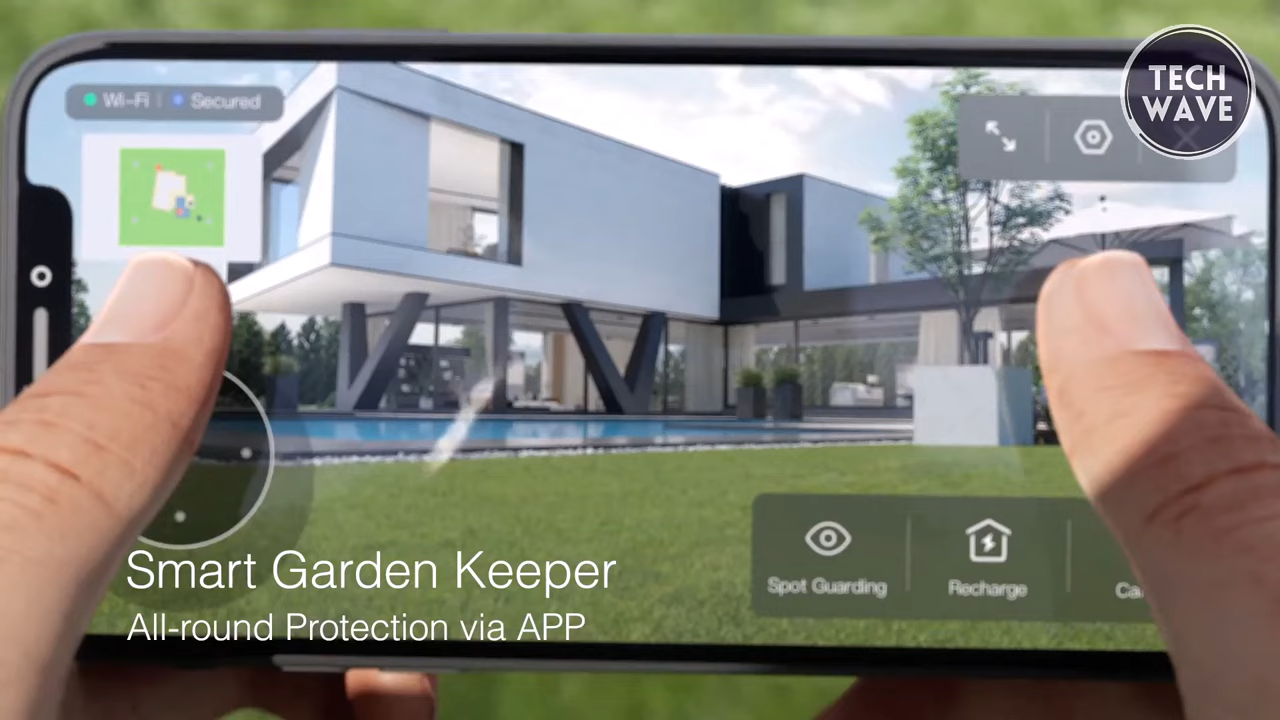 Wi-Fi
Secured
TECH
WAVE
Spot Guarding
Recharge
Smart Garden Keeper
All-round Protection via APP